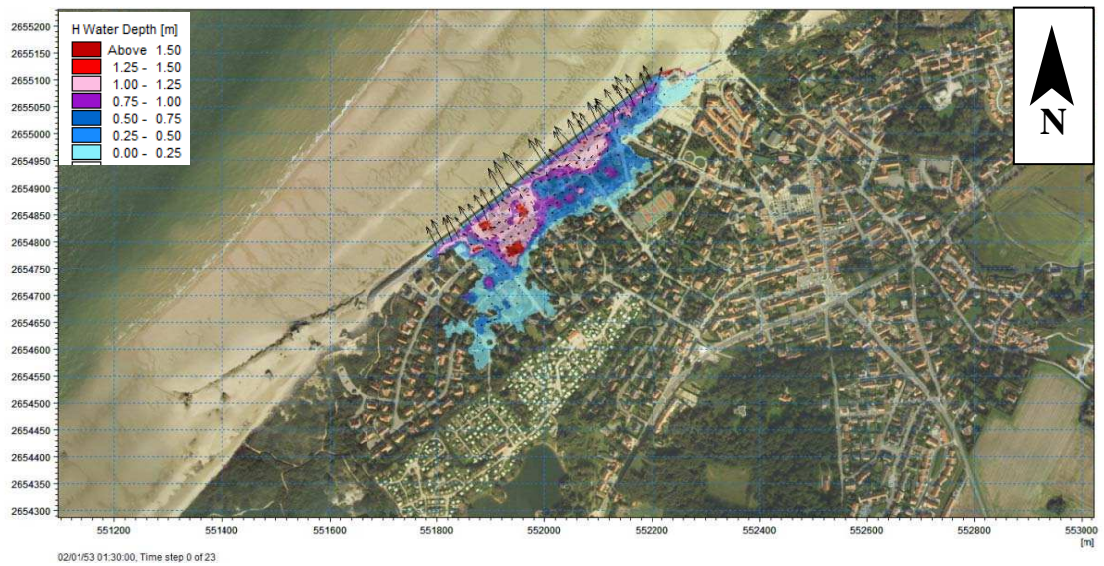 H Water Depth [m]
Above 1.50
1.25 - 1.50
1.00 - 1.25
0.75 - 1.00
0.50 - 0.75
0.25 - 0.50
0.00 - 0.25
N
2655200
2655150
2655100
2655050
2655000
2654950
2654900
2654850
2654800
2654750
2654700
2654650
2654600
2654550
2654500
2654450
2654400
2654350
2654300
551200 551400 551600 551800 552000 552200 552400 552600 552800 553000
[m]
02/01/53 01:30:00, Time step 0 of 23